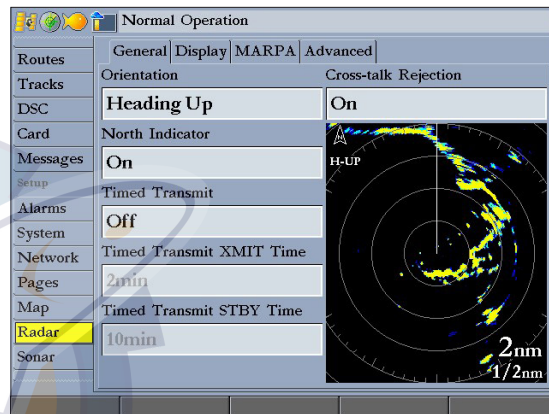 Normal Operation
General Display MARPA Advanced
Routes
Tracks
DSC
Card
Messages
Setup
Alarms
System
Network
Pages
Map
Radar
Sonar
Orientation
Heading Up
North Indicator
On
Timed Transmit
Off
Timed Transmit XMIT Time
2min
Timed Transmit STBY Time
10min
Cross-talk Rejection
On
N
H-UP
2nm
1/2nm